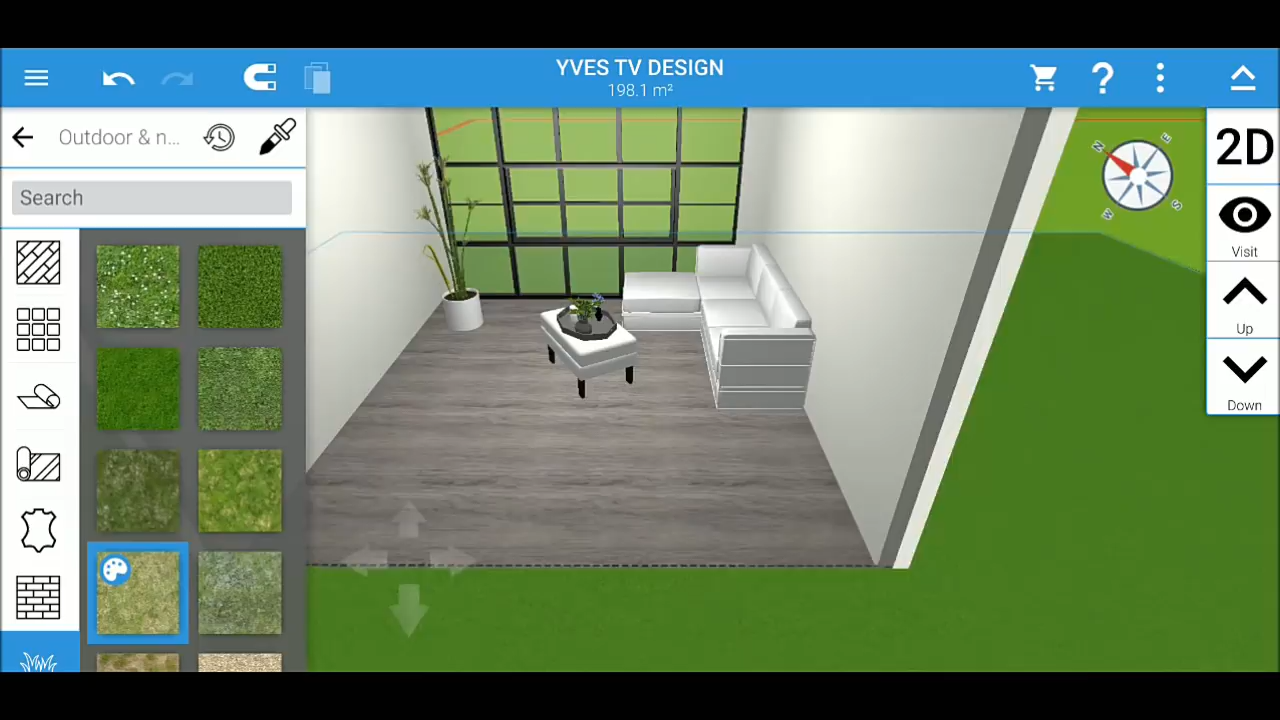 YVES TV DESIGN
198.1 m²
Outdoor & n...
Search
2D
Visit
Up
Down
N
E
W
S